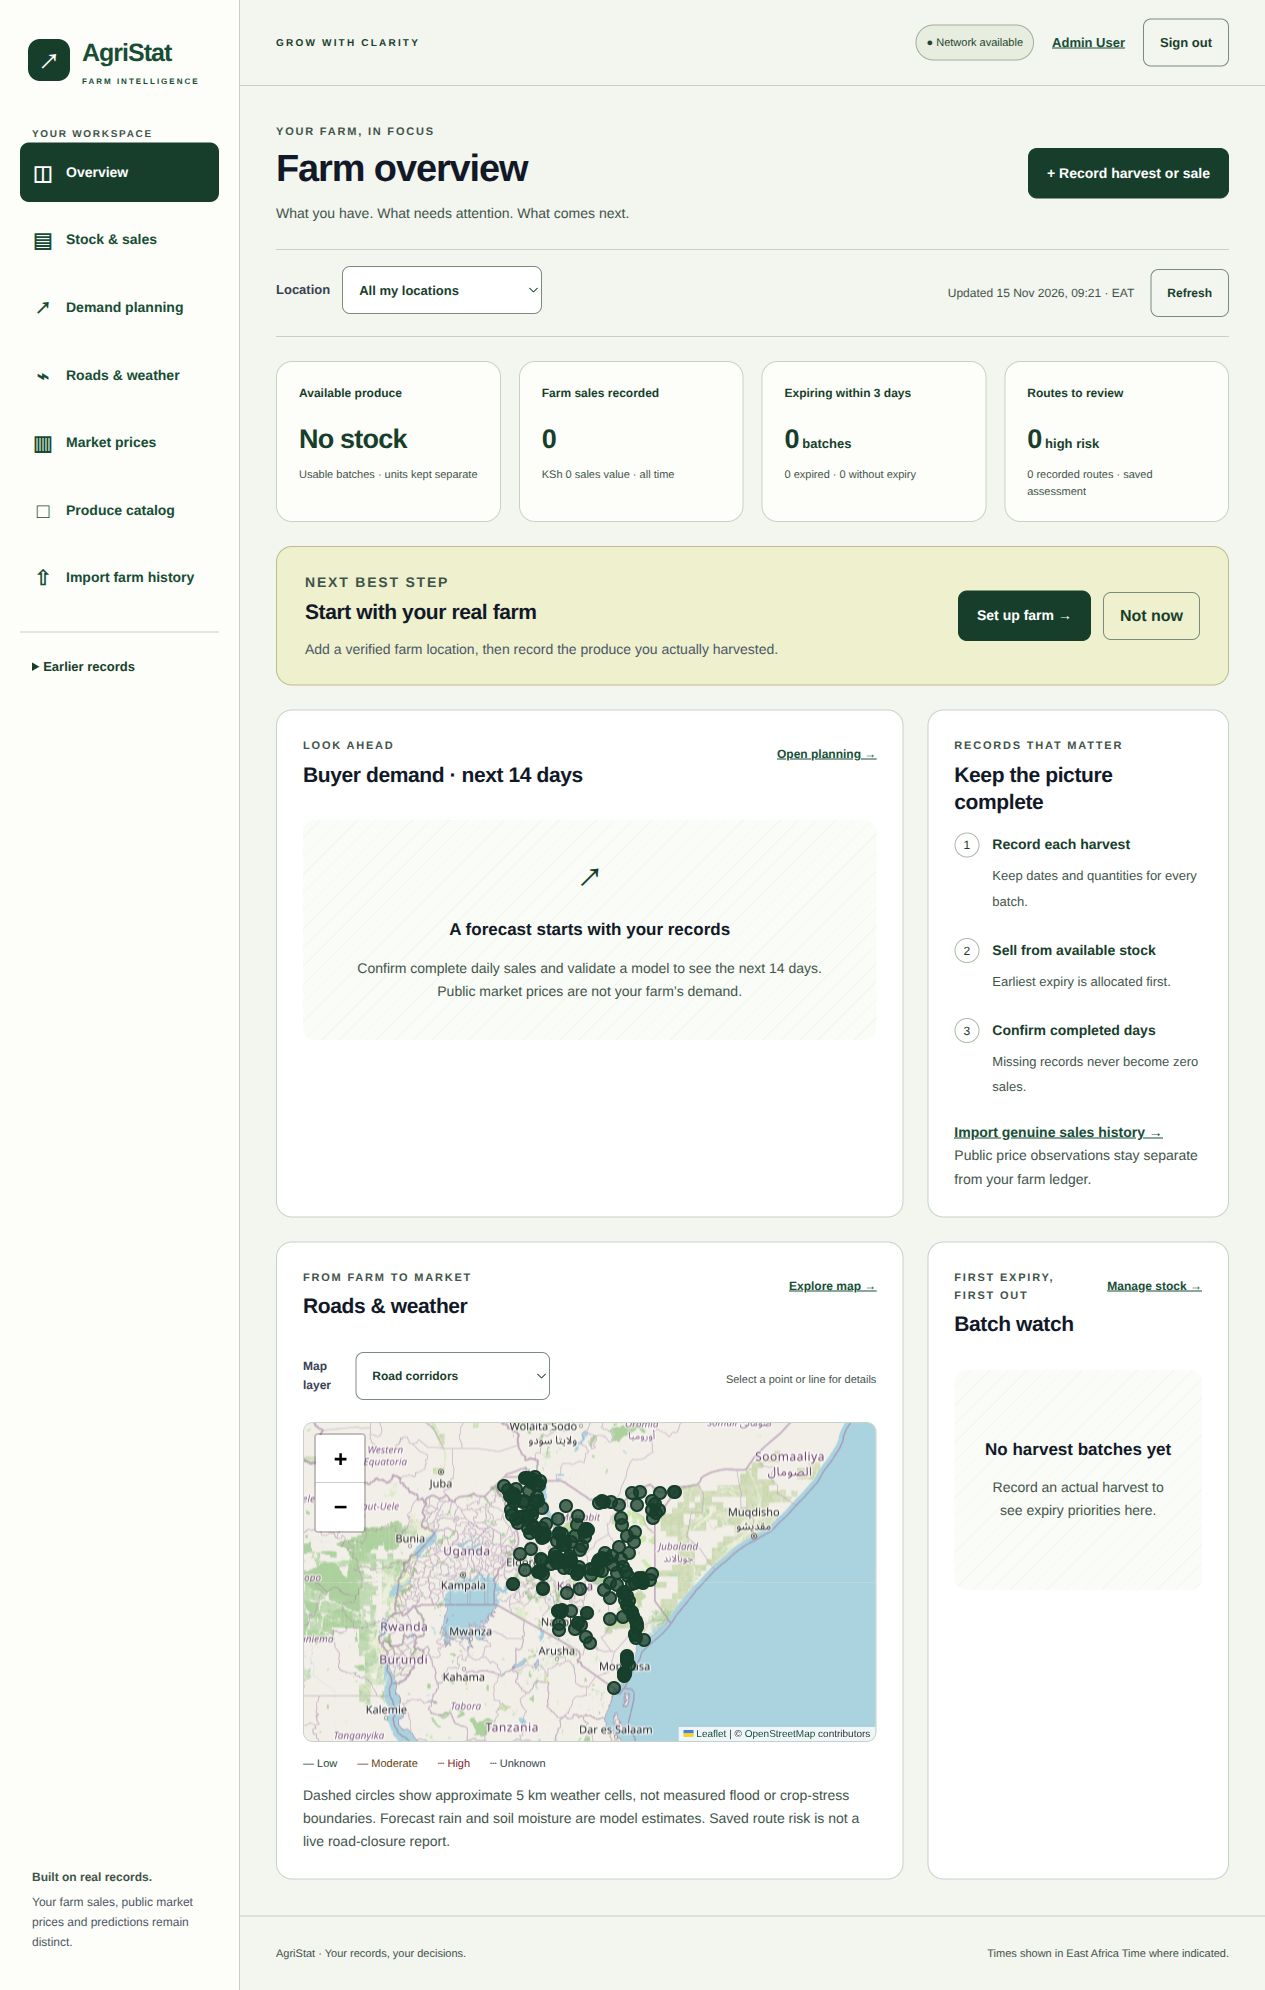 AgriStat
FARM INTELLIGENCE
YOUR WORKSPACE
Overview
Stock & sales
Demand planning
Roads & weather
Market prices
Produce catalog
Import farm history
Earlier records
Built on real records.
Your farm sales, public market
prices and predictions remain
distinct.
GROW WITH CLARITY
● Network available
Admin User
Sign out
YOUR FARM, IN FOCUS
Farm overview
What you have. What needs attention. What comes next.
+ Record harvest or sale
Location
All my locations
Updated 15 Nov 2026, 09:21 · EAT
Refresh
Available produce
No stock
Usable batches · units kept separate
Farm sales recorded
0
KSh 0 sales value · all time
Expiring within 3 days
0 batches
0 expired · 0 without expiry
Routes to review
0 high risk
0 recorded routes · saved
assessment
NEXT BEST STEP
Start with your real farm
Add a verified farm location, then record the produce you actually harvested.
Set up farm →
Not now
LOOK AHEAD
Buyer demand · next 14 days
Open planning →
A forecast starts with your records
Confirm complete daily sales and validate a model to see the next 14 days.
Public market prices are not your farm's demand.
RECORDS THAT MATTER
Keep the picture
complete
1
Record each harvest
Keep dates and quantities for every
batch.
2
Sell from available stock
Earliest expiry is allocated first.
3
Confirm completed days
Missing records never become zero
sales.
Import genuine sales history →
Public price observations stay separate
from your farm ledger.
FROM FARM TO MARKET
Roads & weather
Explore map →
Map
layer
Road corridors
Select a point or line for details
+
−
Wolaita Sodo
ولاينا سودو
Western
Equatoria
Juba
Soomaaliya
الصومال
Muqdisho
مقديشو
Bunia
Uganda
Kampala
Jubaland
جوبالاند
Rwanda
Mwanza
Burundi
Arusha
Kahama
Kalemie
Tabora
Tanganyika
Tanzania
Dar es Salaam
Leaflet | © OpenStreetMap contributors
— Low
— Moderate
┄ High
┄ Unknown
Dashed circles show approximate 5 km weather cells, not measured flood or crop-stress
boundaries. Forecast rain and soil moisture are model estimates. Saved route risk is not a
live road-closure report.
FIRST EXPIRY,
FIRST OUT
Batch watch
Manage stock →
No harvest batches yet
Record an actual harvest to
see expiry priorities here.
AgriStat · Your records, your decisions.
Times shown in East Africa Time where indicated.